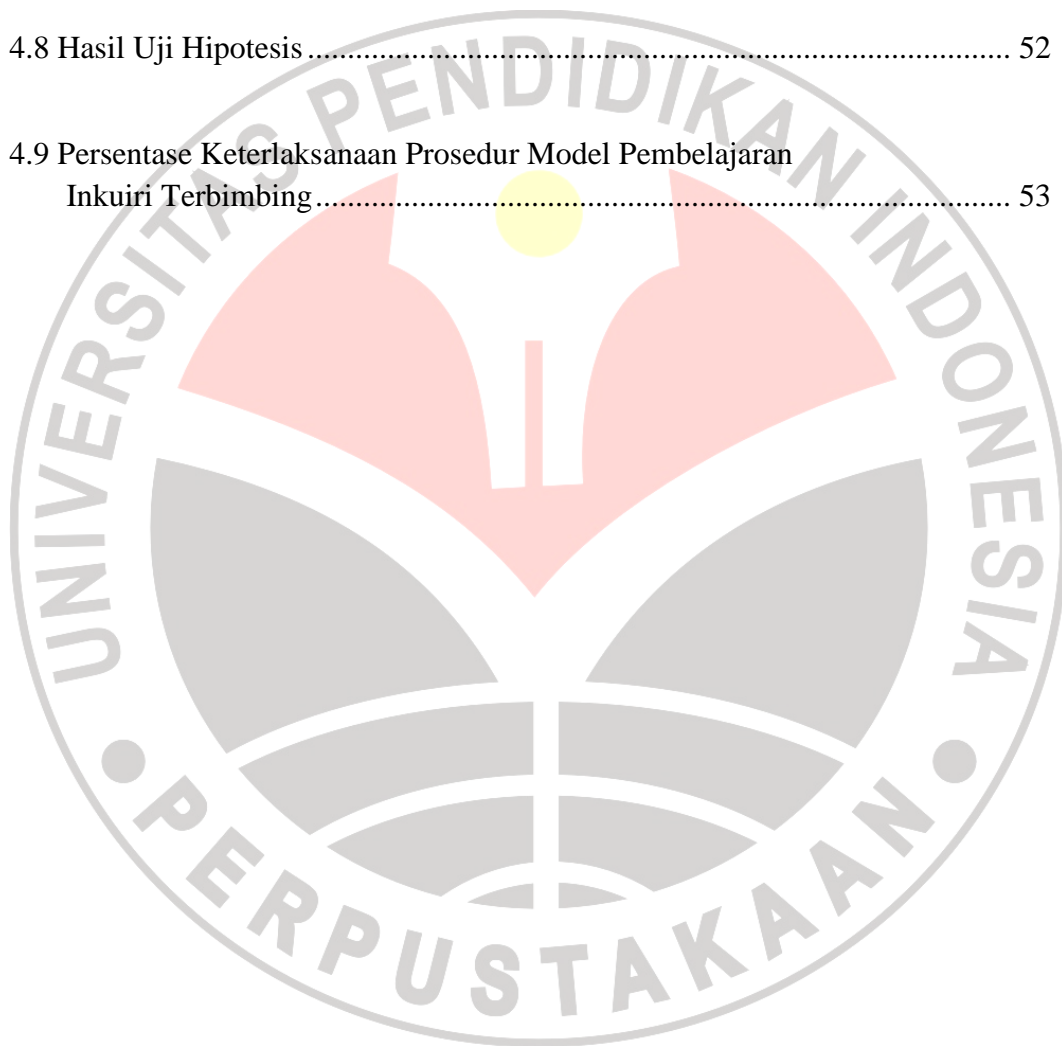 4.8 Hasil Uji Hipotesis ........................................................................................ 52
4.9 Persentase Keterlaksanaan Prosedur Model Pembelajaran
Inkuiri Terbimbing ....................................................................................... 53
UNIVERSITAS PENDIDIKAN INDONESIA
PERPUSTAKAAN